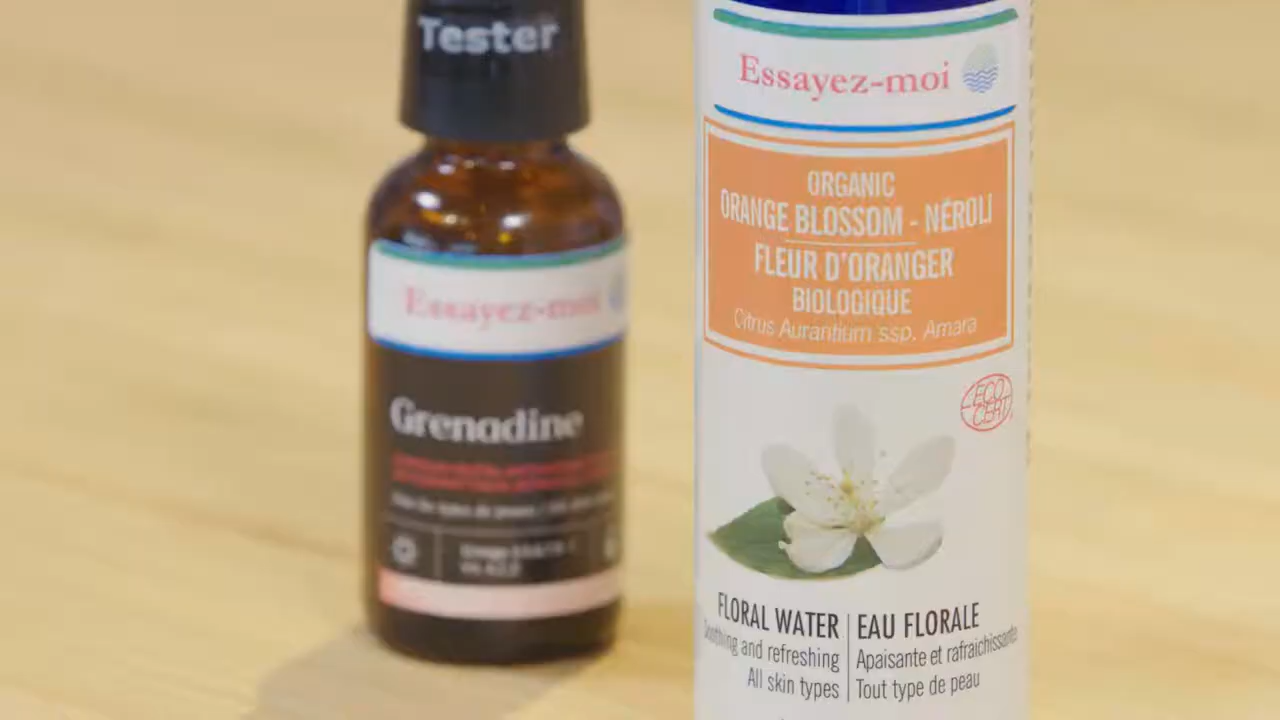 Tester
Essayez-moi
Grenadine
Essayez-moi
ORGANIC
ORANGE BLOSSOM - NÉROLI
FLEUR D'ORANGER
BIOLOGIQUE
Citrus Aurantium ssp. Amara
ECO
CERT
FLORAL WATER
Soothing and refreshing
All skin types
EAU FLORALE
Apaisante et rafraichissante
Tout type de peau